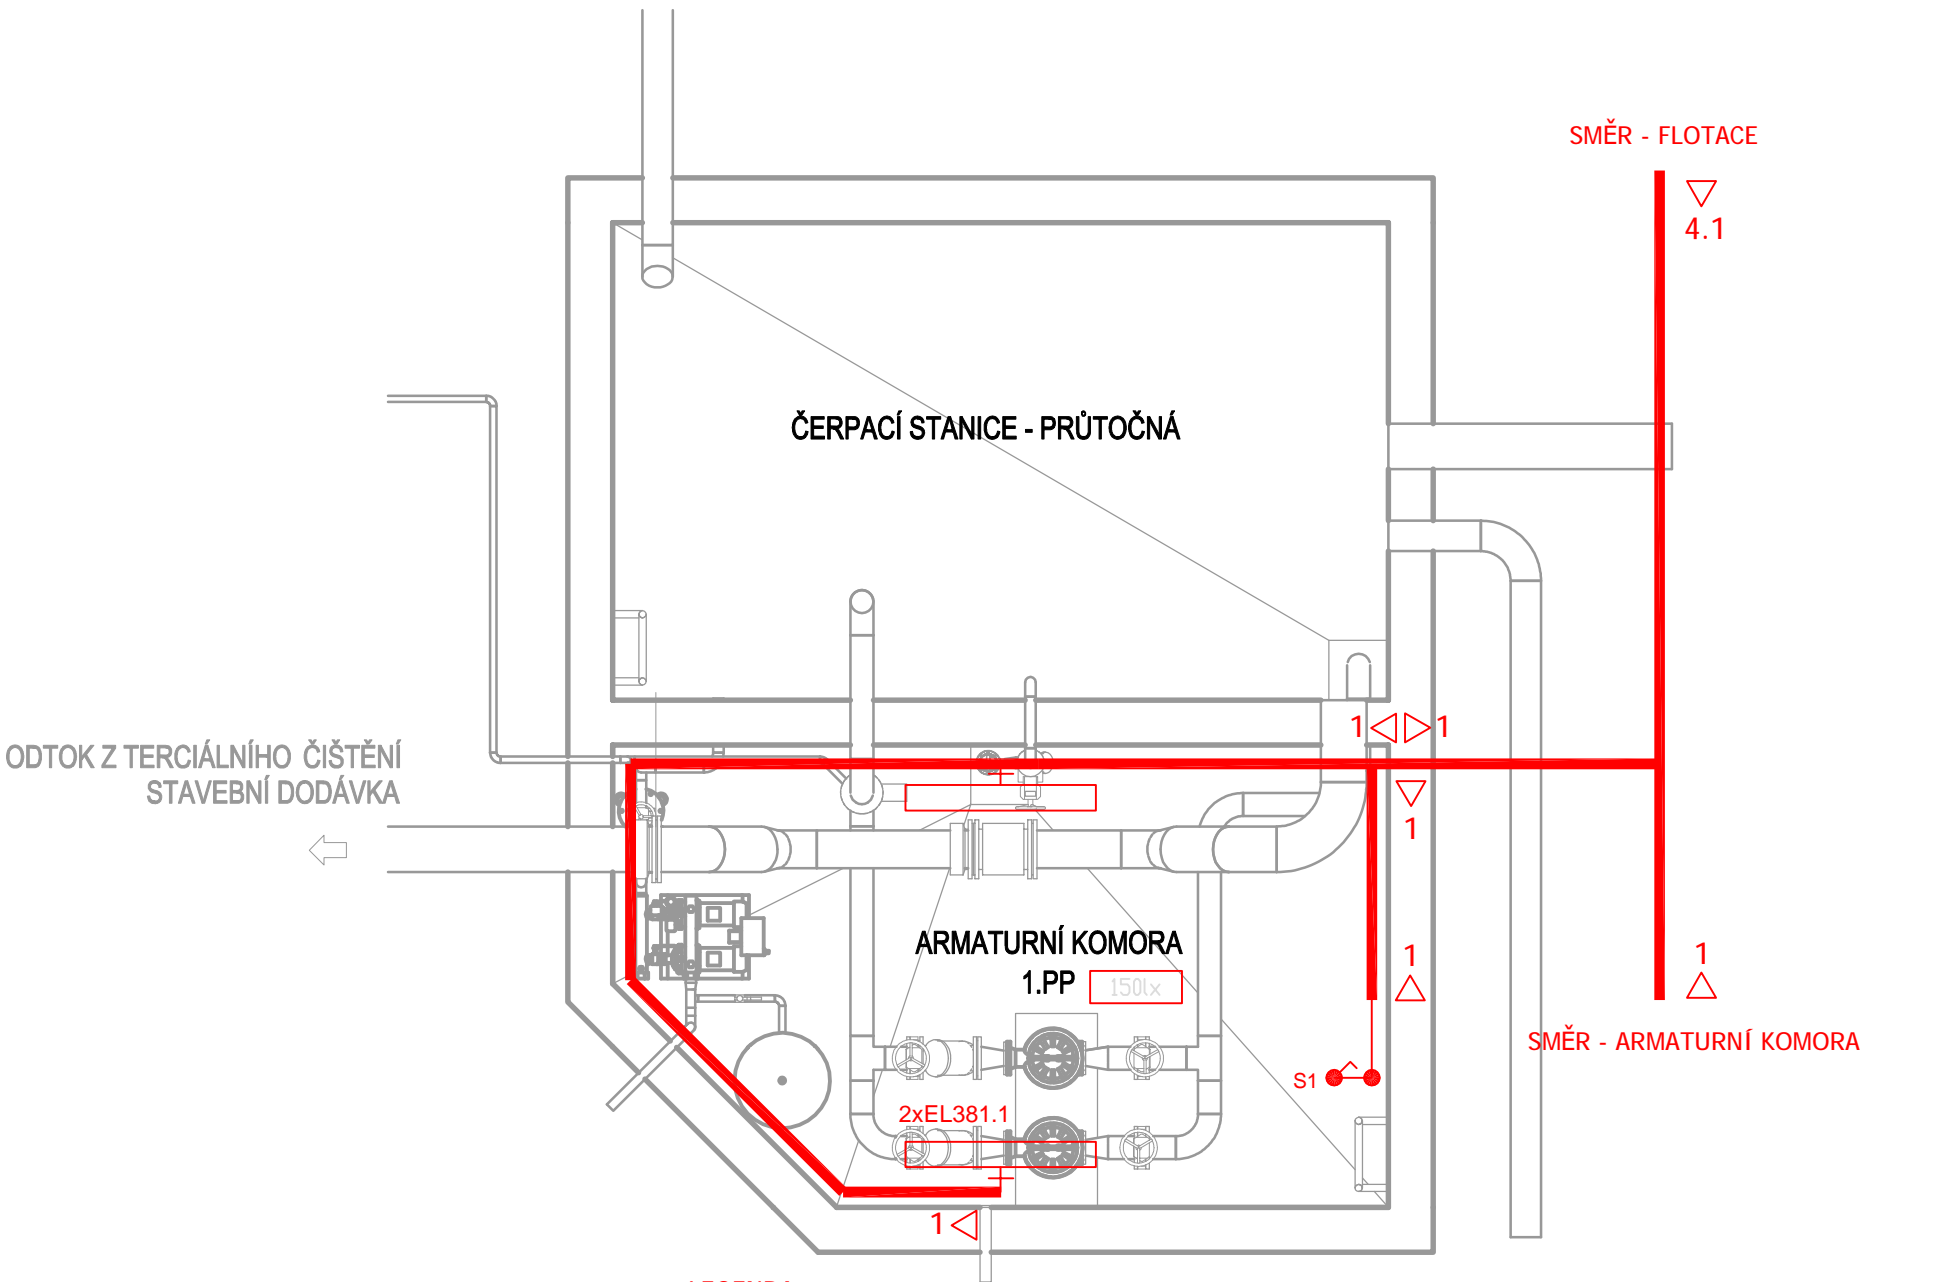 SMĚR - FLOTACE
4.1
ČERPACÍ STANICE - PRŮTOČNÁ
1 1
ODTOK Z TERCIÁLNÍHO ČIŠTĚNÍ
STAVEBNÍ DODÁVKA
1
ARMATURNÍ KOMORA
1.PP
150lx
1
1
SMĚR - ARMATURNÍ KOMORA
S1
2xEL381.1
1